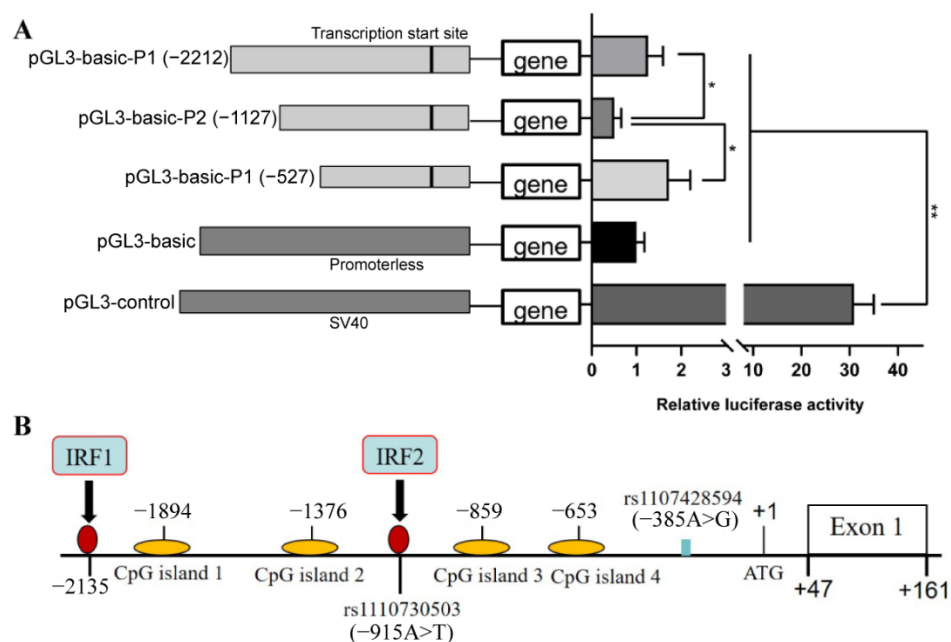 A
Transcription start site
pGL3-basic-P1 (−2212)
gene
*
pGL3-basic-P2 (−1127)
gene
*
pGL3-basic-P1 (−527)
gene
**
pGL3-basic
gene
Promoterless
pGL3-control
gene
SV40
0 1 2 3 10 20 30 40
Relative luciferase activity
B
IRF1
IRF2
−1894
−1376
−859
−653
rs1107428594
(−385A>G)
+1
Exon 1
−2135
CpG island 1
CpG island 2
CpG island 3
CpG island 4
ATG
+47
+161
rs1110730503
(−915A>T)